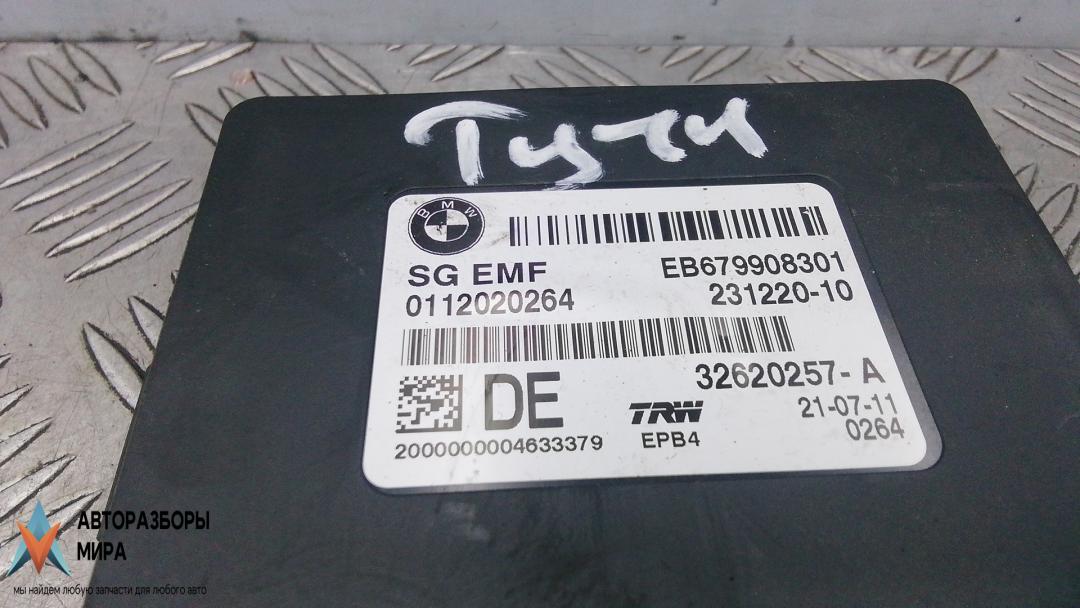 Тучи
BMW
SG EMF
EB679908301
0112020264
231220-10
32620257-A
DE
TRW
21-07-11
EPB4
0264
2000000004633379
АВТОРАЗБОРЫ
МИРА
мы найдем любую запчасти для любого авто